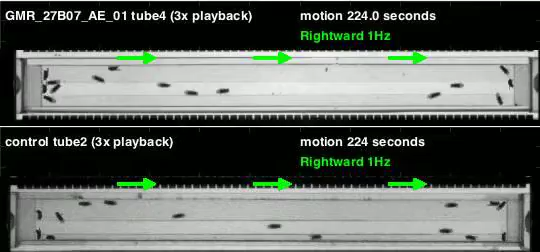 GMR_27B07_AE_01 tube4 (3x playback) motion 224.0 seconds
Rightward 1Hz
control tube2 (3x playback) motion 224 seconds
Rightward 1Hz